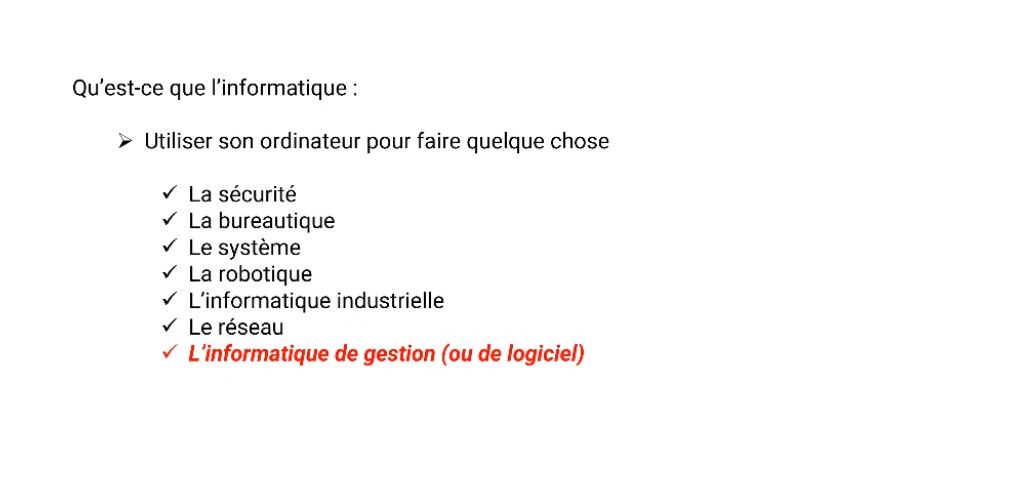 Qu’est-ce que l’informatique :
➢ Utiliser son ordinateur pour faire quelque chose
✓ La sécurité
✓ La bureautique
✓ Le système
✓ La robotique
✓ L’informatique industrielle
✓ Le réseau
✓ L’informatique de gestion (ou de logiciel)